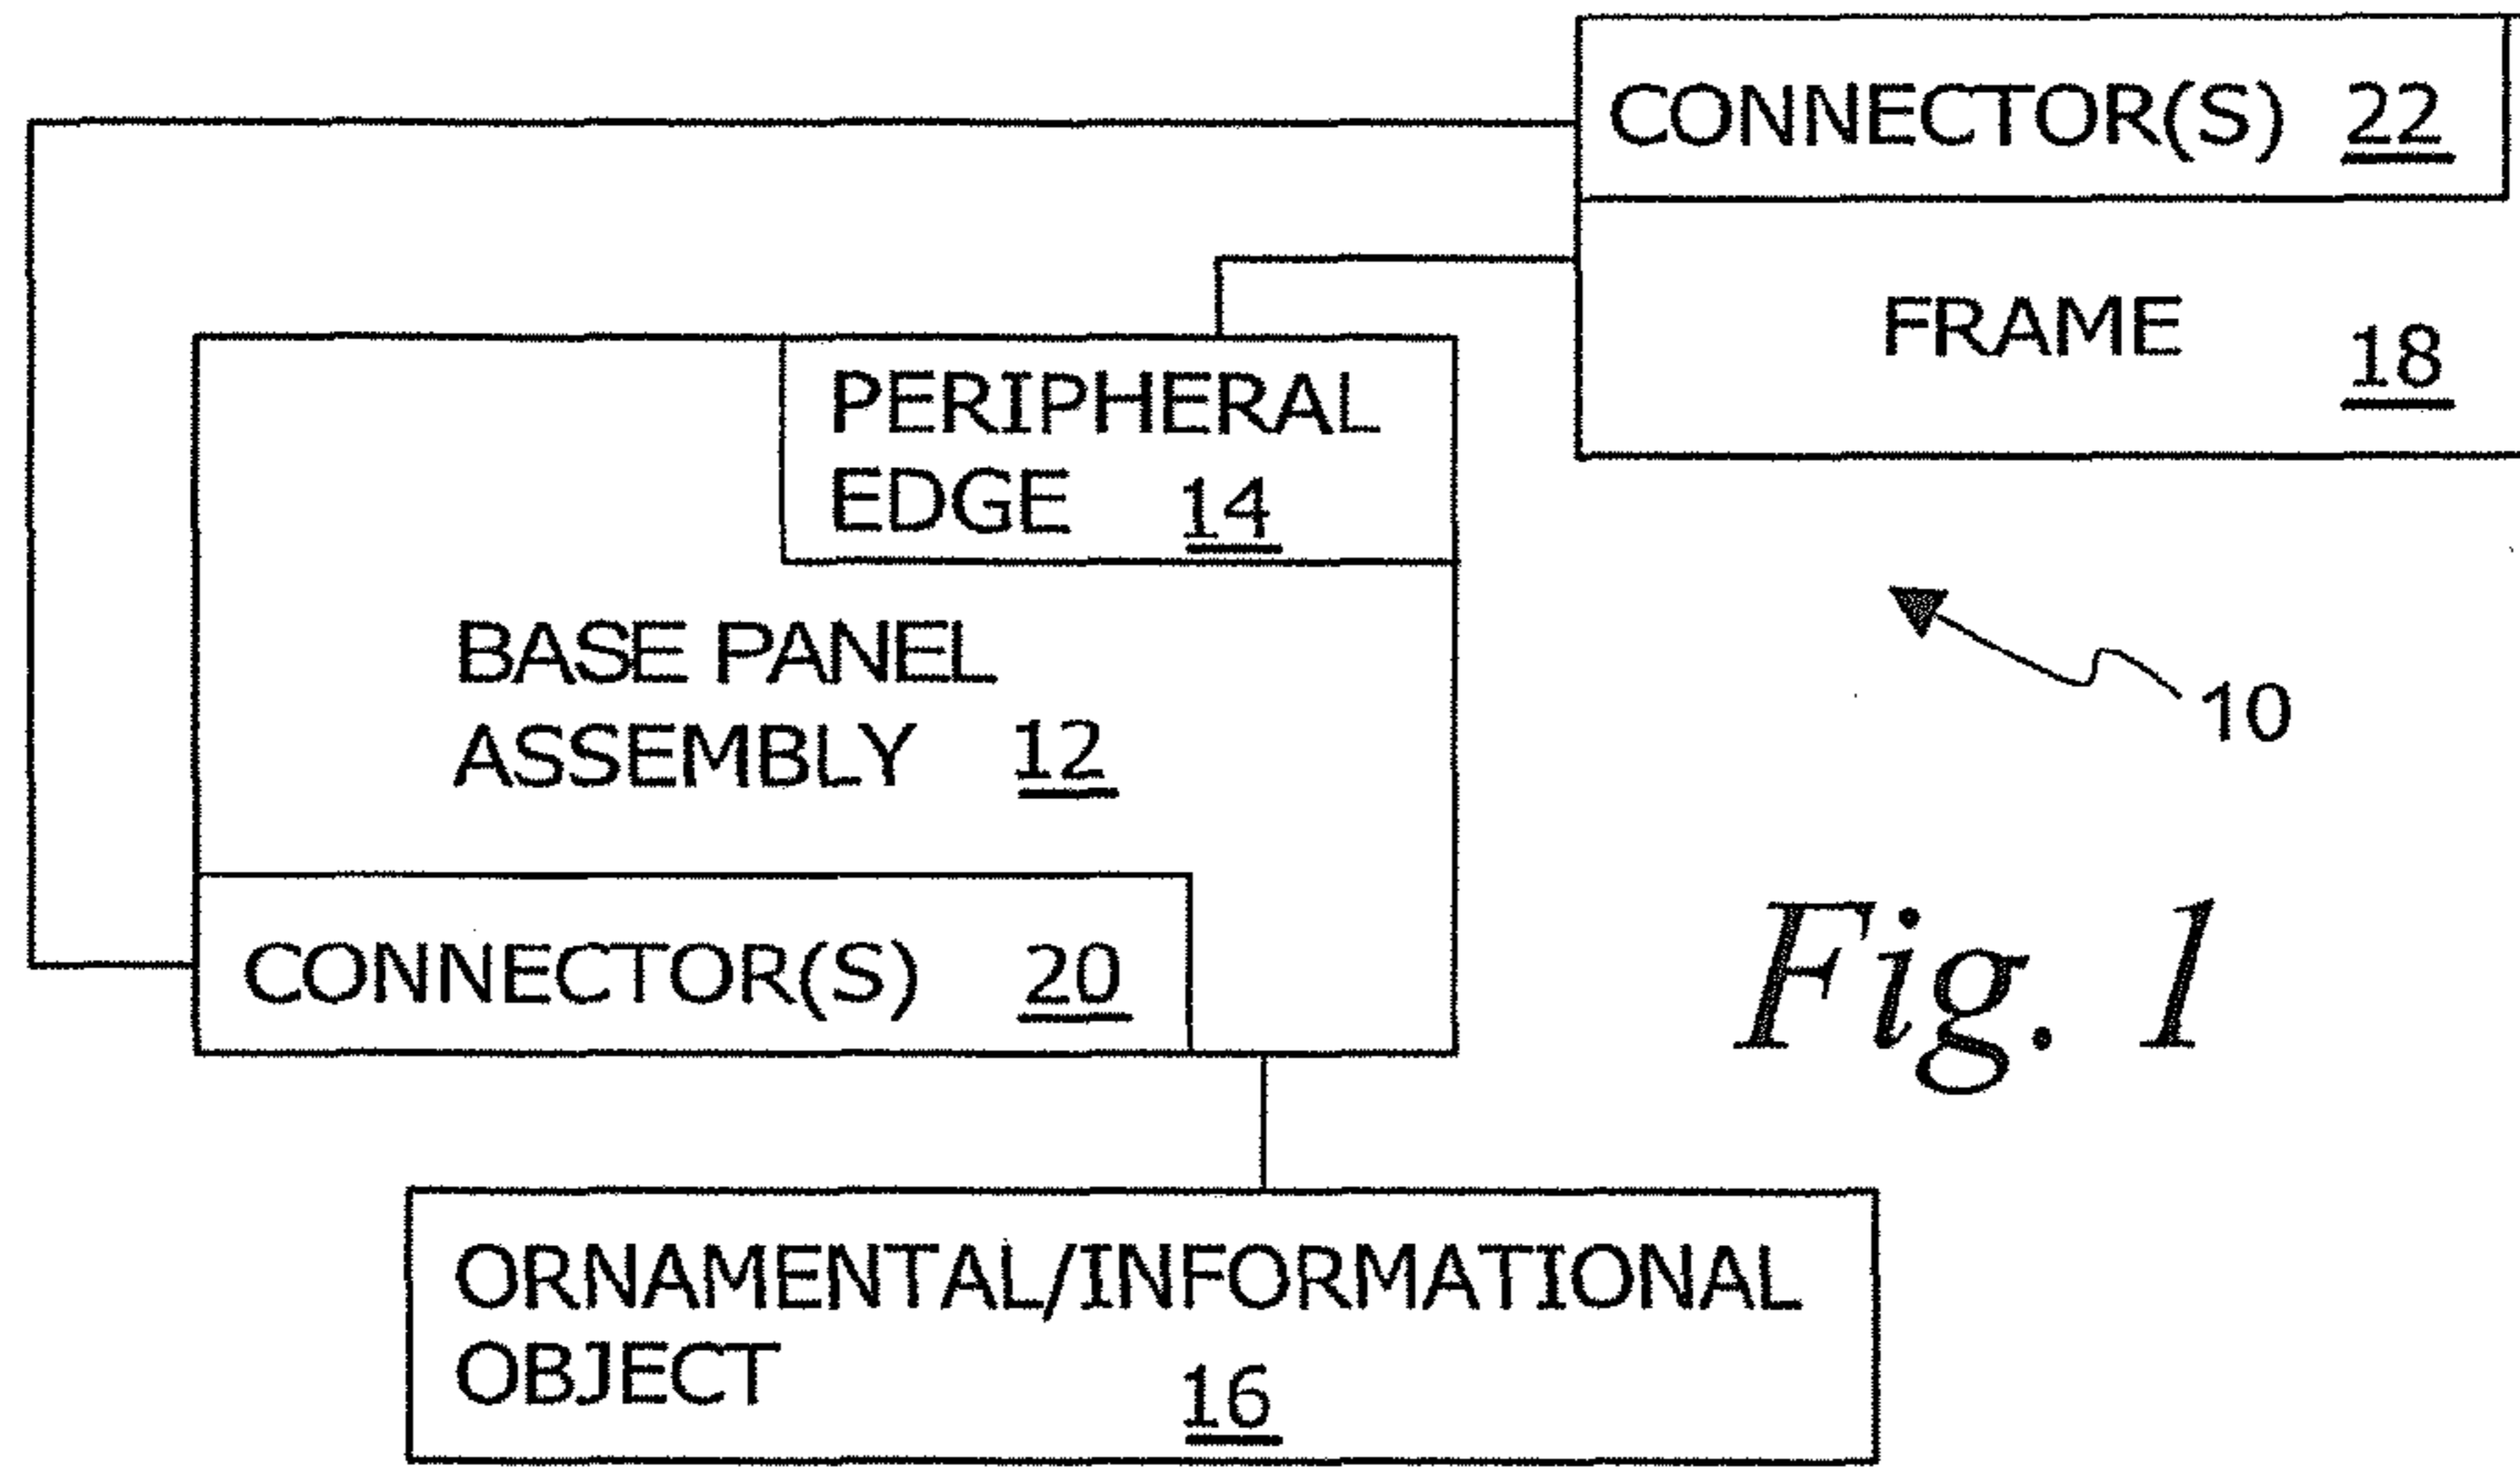 CONNECTOR(S) 22
FRAME
18
PERIPHERAL
EDGE 14
BASE PANEL
ASSEMBLY 12
10
CONNECTOR(S) 20
Fig. 1
ORNAMENTAL/INFORMATIONAL
OBJECT
16